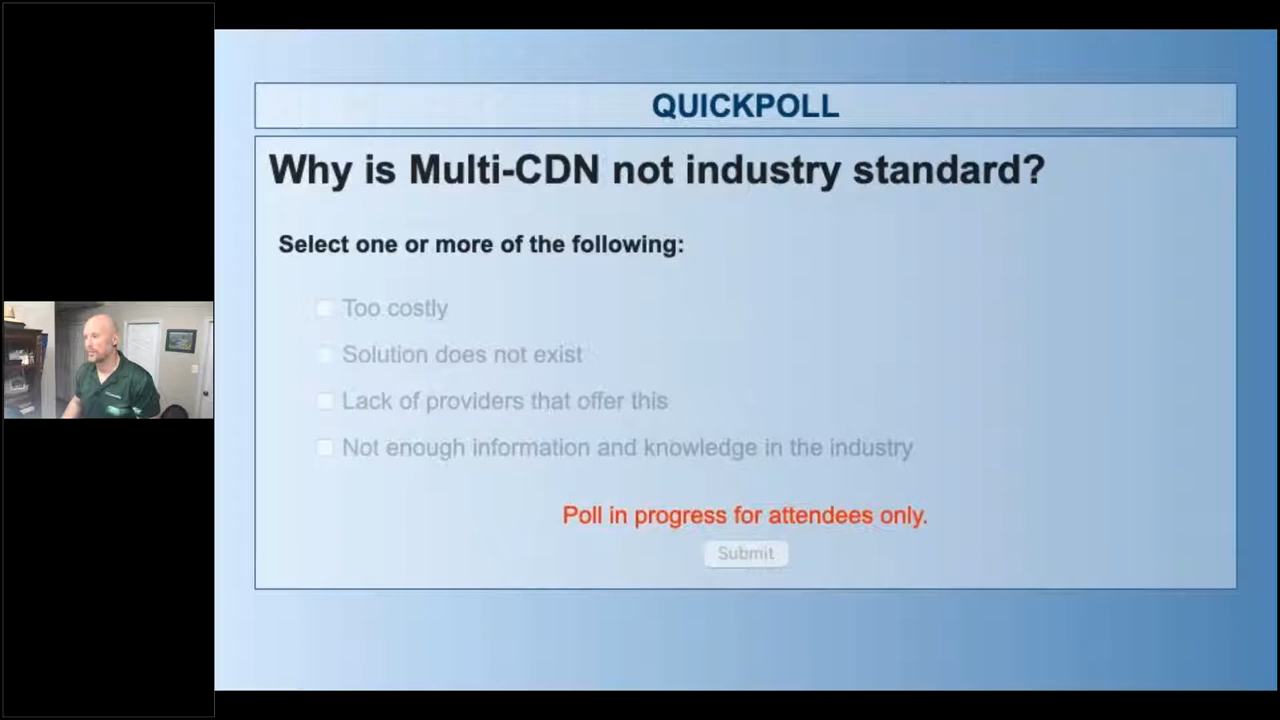 QUICKPOLL
Why is Multi-CDN not industry standard?
Select one or more of the following:
Too costly
Solution does not exist
Lack of providers that offer this
Not enough information and knowledge in the industry
Poll in progress for attendees only.
Submit